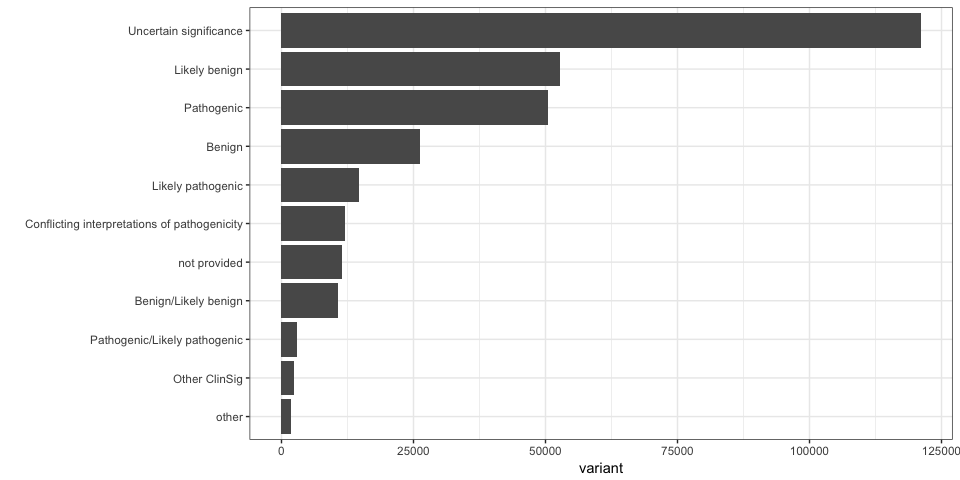 Uncertain significance
Likely benign
Pathogenic
Benign
Likely pathogenic
Conflicting interpretations of pathogenicity
not provided
Benign/Likely benign
Pathogenic/Likely pathogenic
Other ClinSig
other
0 25000 50000 75000 100000 125000
variant